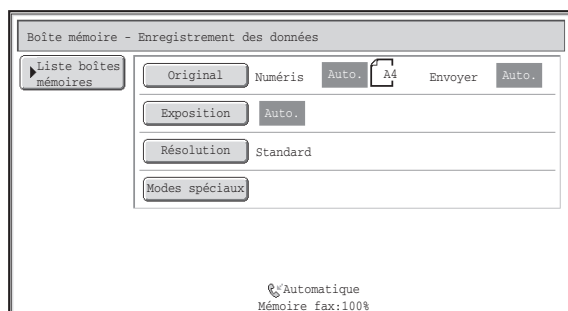 Boîte mémoire - Enregistrement des données
Liste boîtes
mémoires
Original Numéris Auto. A4 Envoyer Auto.
Exposition Auto.
Résolution Standard
Modes spéciaux
Automatique
Mémoire fax:100%